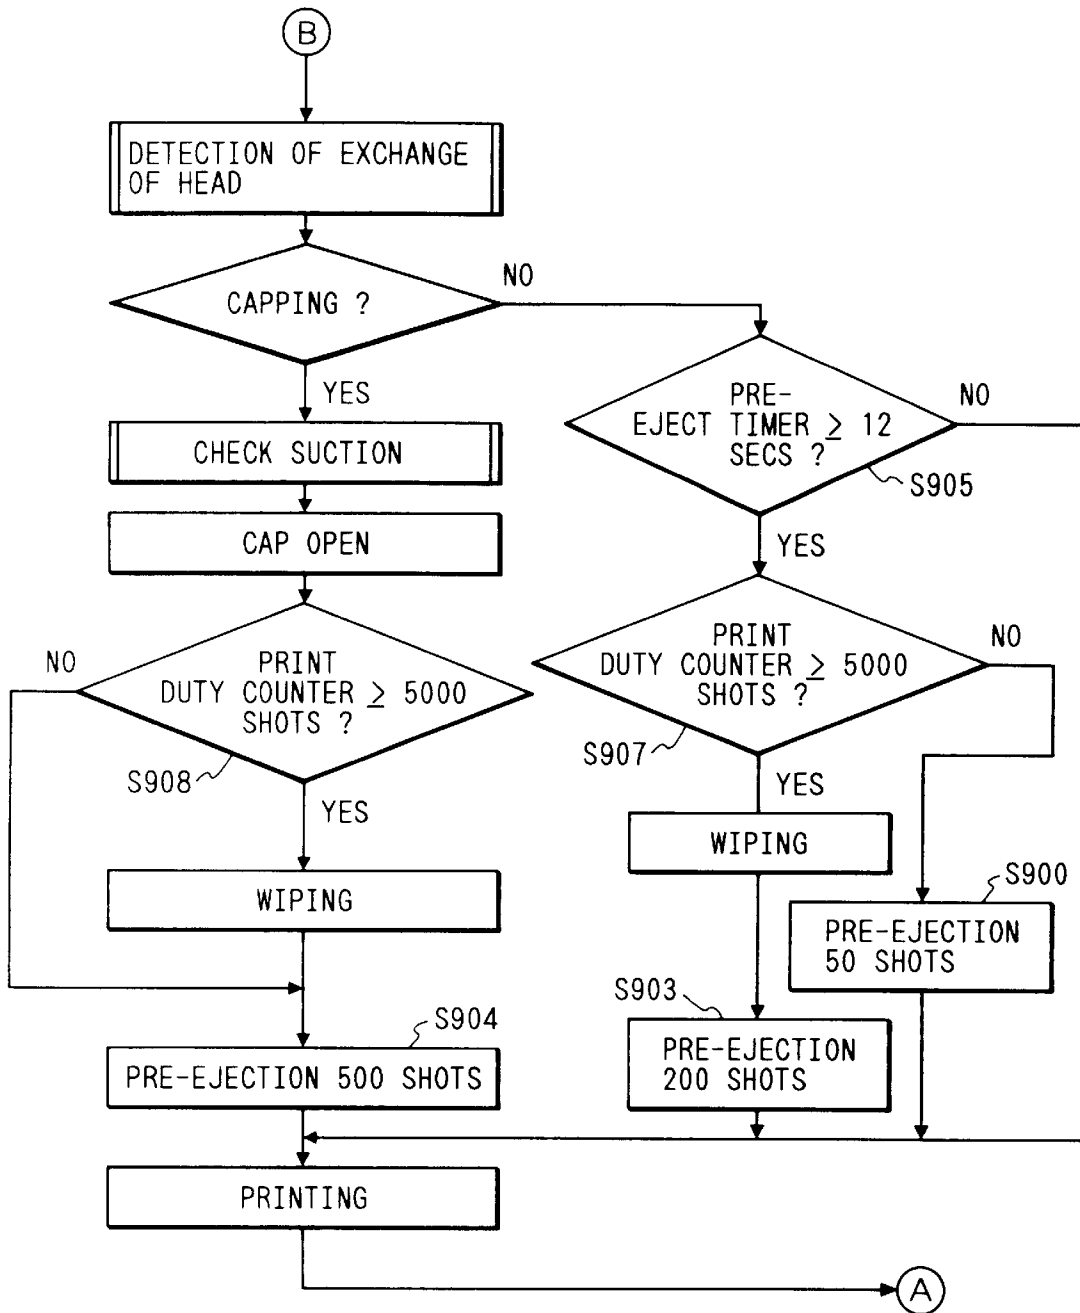 B
DETECTION OF EXCHANGE
OF HEAD
CAPPING ?
NO
YES
PRE-
EJECT TIMER ≥ 12
SECS ?
NO
S905
YES
CHECK SUCTION
CAP OPEN
PRINT
DUTY COUNTER ≥ 5000
SHOTS ?
NO
S908
YES
PRINT
DUTY COUNTER ≥ 5000
SHOTS ?
NO
S907
YES
WIPING
WIPING
S900
PRE-EJECTION
50 SHOTS
S903
PRE-EJECTION
200 SHOTS
S904
PRE-EJECTION 500 SHOTS
PRINTING
A